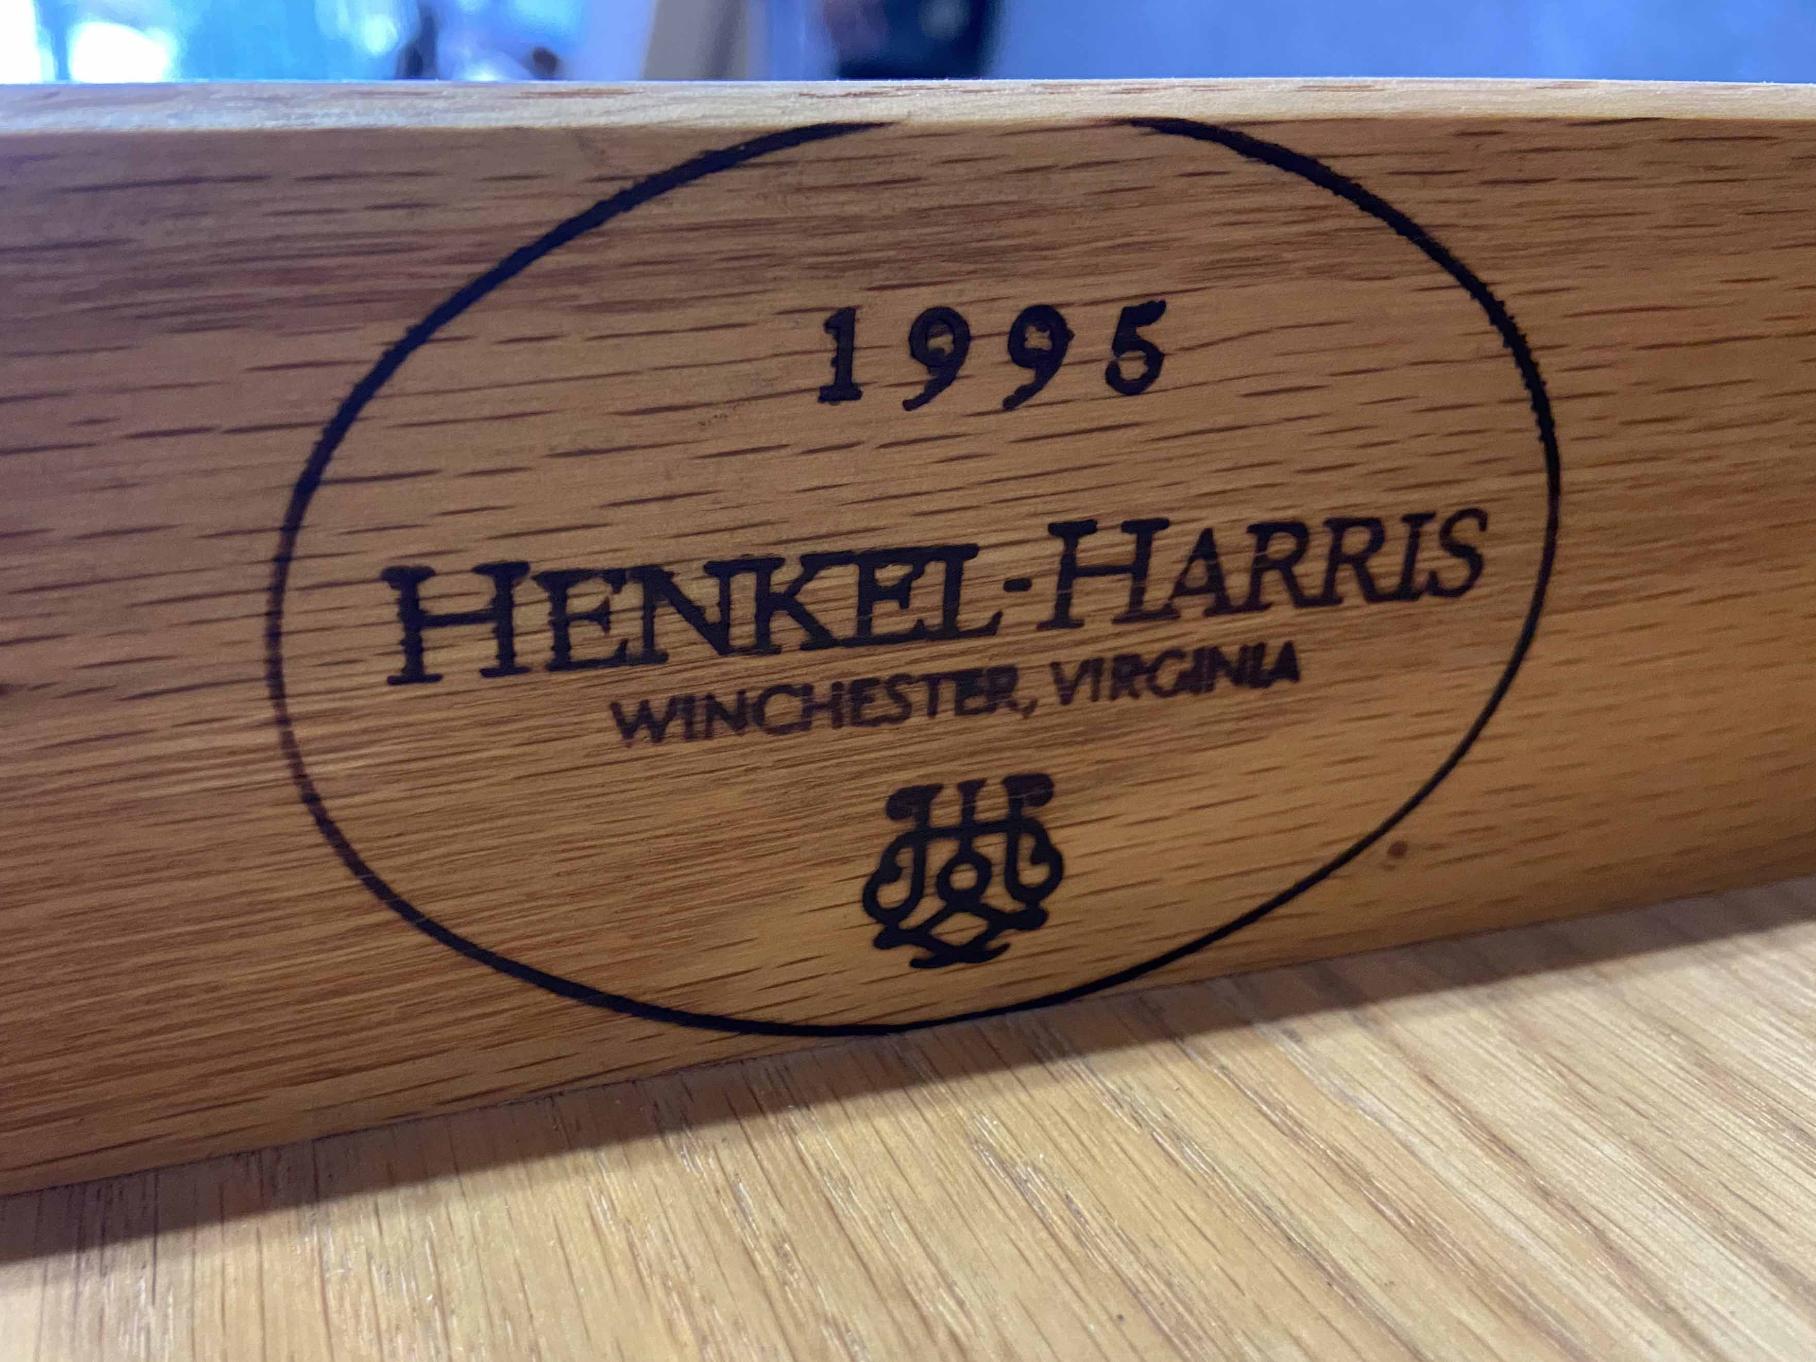 1995
HENKEL-HARRIS
WINCHESTER, VIRGINIA